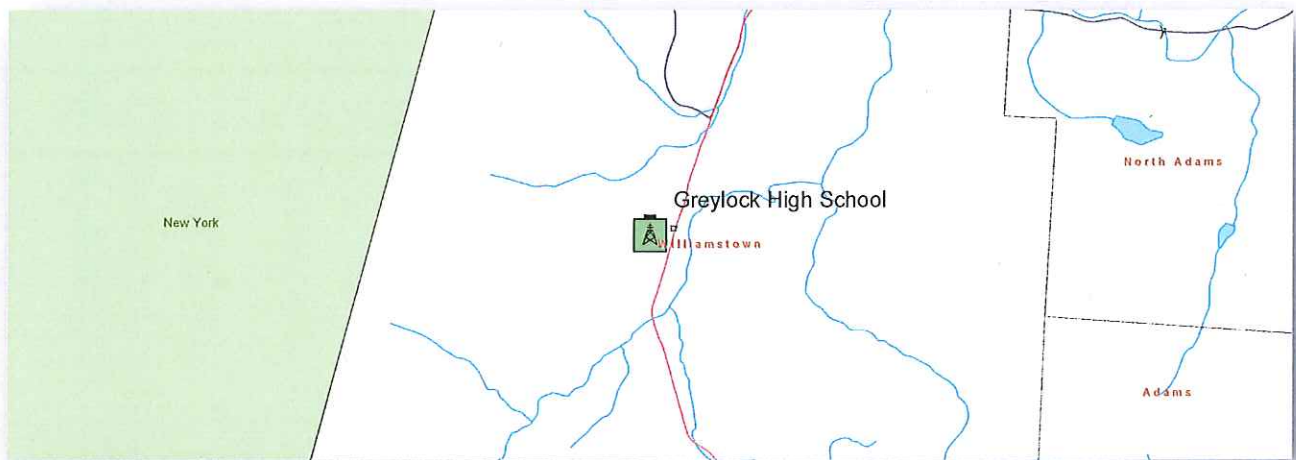 North Adams
Greylock High School
New York
Williamstown
Adams